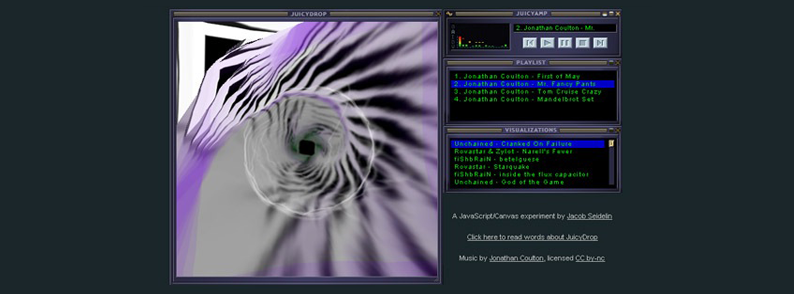 JUICYDROP
JUICYAMP
2. Jonathan Coulton - Mr.
PLAYLIST
1. Jonathan Coulton - First of May
2. Jonathan Coulton - Mr. Fancy Pants
3. Jonathan Coulton - Tom Cruise Crazy
4. Jonathan Coulton - Mandelbrot Set
VISUALIZATIONS
Unchained - Cranked On Failure
Rovastar & Zylot - Narell's Fever
fiShbRaiN - betelguese
Rovastar - Starquake
fiShbRaiN - inside the flux capacitor
Unchained - God of the Game
A JavaScript/Canvas experiment by Jacob Seidelin
Click here to read words about JuicyDrop
Music by Jonathan Coulton, licensed CC by-nc